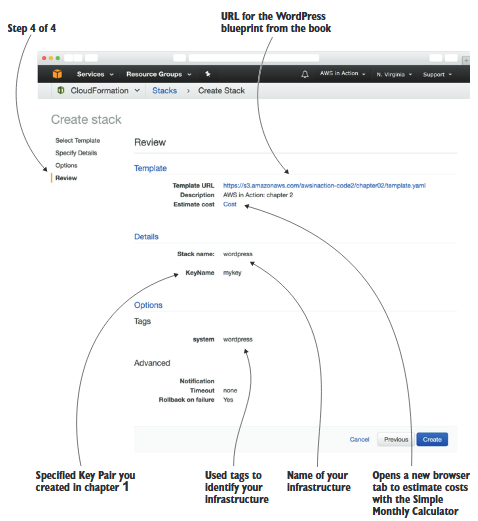 URL for the WordPress
blueprint from the book
Step 4 of 4
Services Resource Groups AWS in Action N. Virginia Support
CloudFormation Stacks > Create Stack
Create stack
Select Template
Specify Details
Options
Review
Review
Template
Template URL https://s3.amazonaws.com/awsinaction-code2/chapter02/template.yaml
Description AWS in Action: chapter 2
Estimate cost Cost
Details
Stack name: wordpress
KeyName mykey
Options
Tags
system wordpress
Advanced
Notification
Timeout none
Rollback on failure Yes
Cancel Previous Create
Specified Key Pair you
created in chapter 1
Used tags to
identify your
infrastructure
Name of your
infrastructure
Opens a new browser
tab to estimate costs
with the Simple
Monthly Calculator